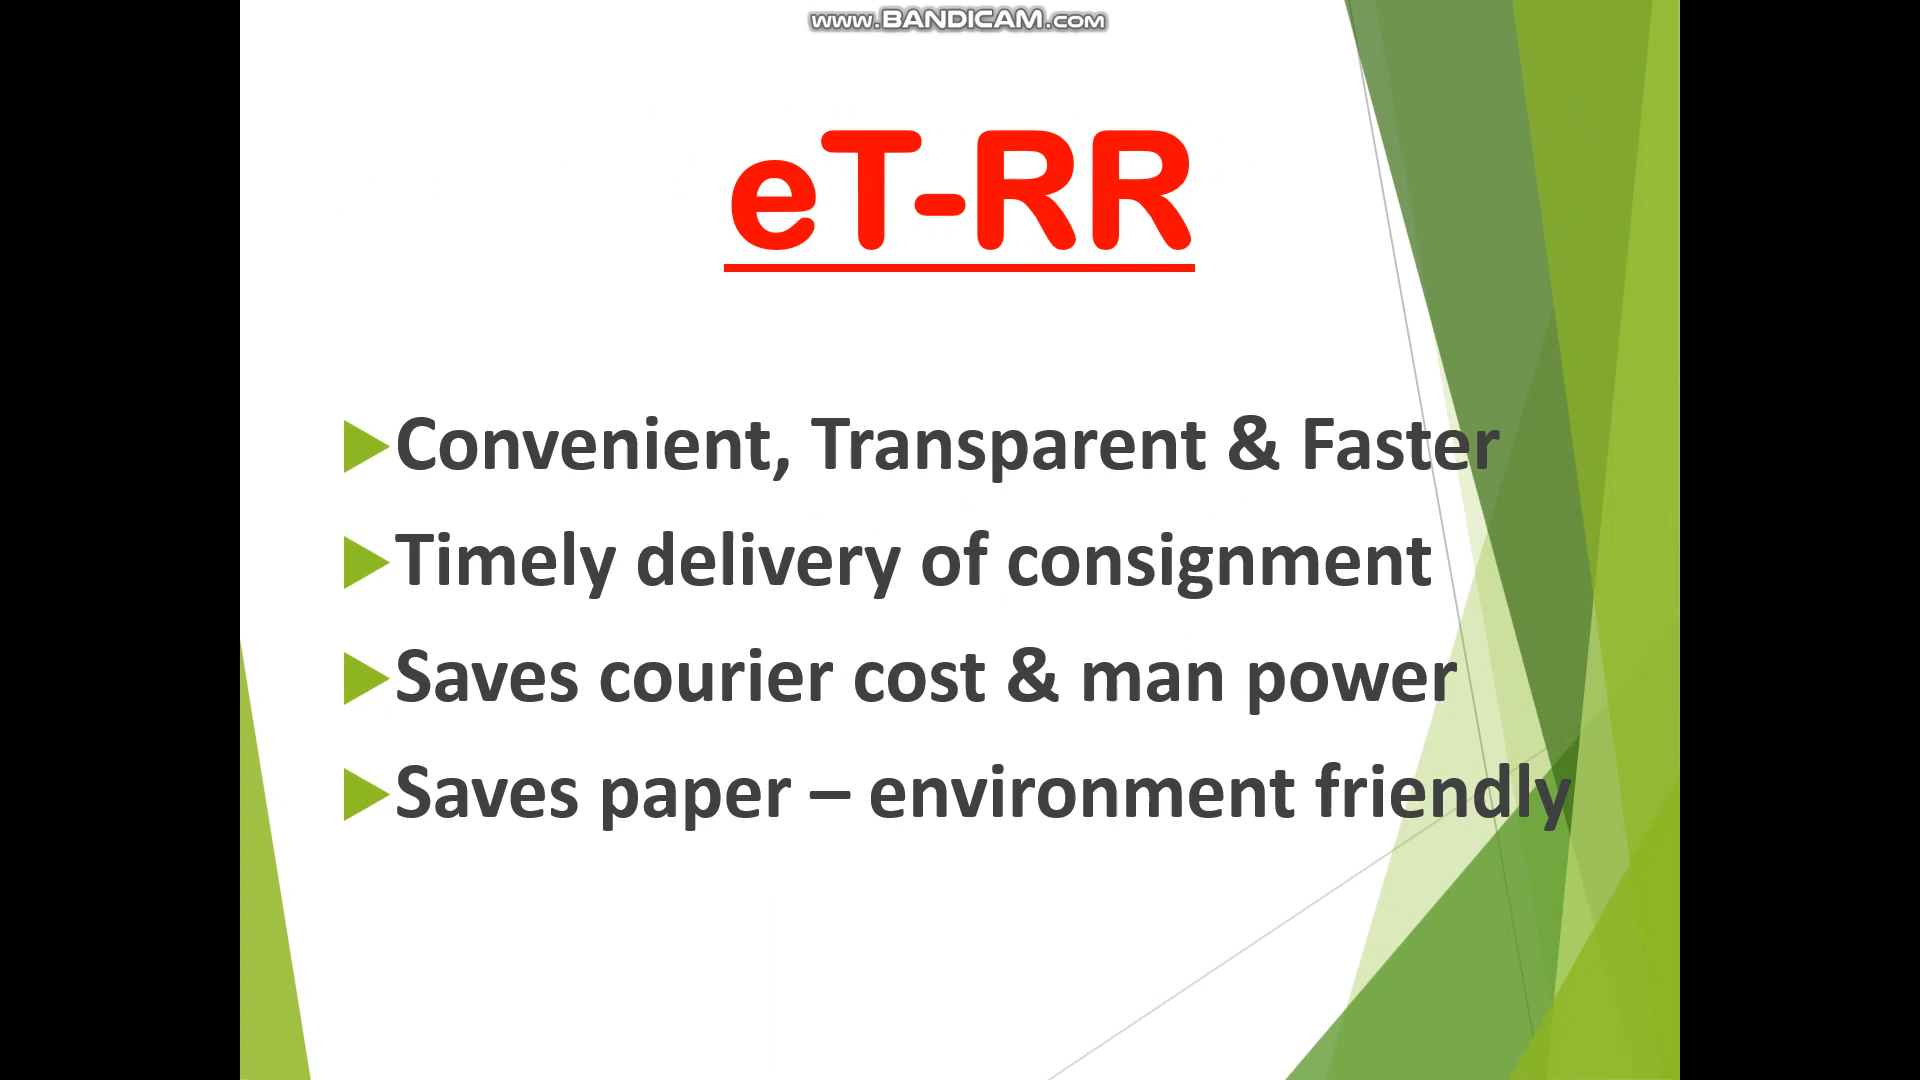 www.BANDICAM.com
eT-RR
Convenient, Transparent & Faster
Timely delivery of consignment
Saves courier cost & man power
Saves paper – environment friendly